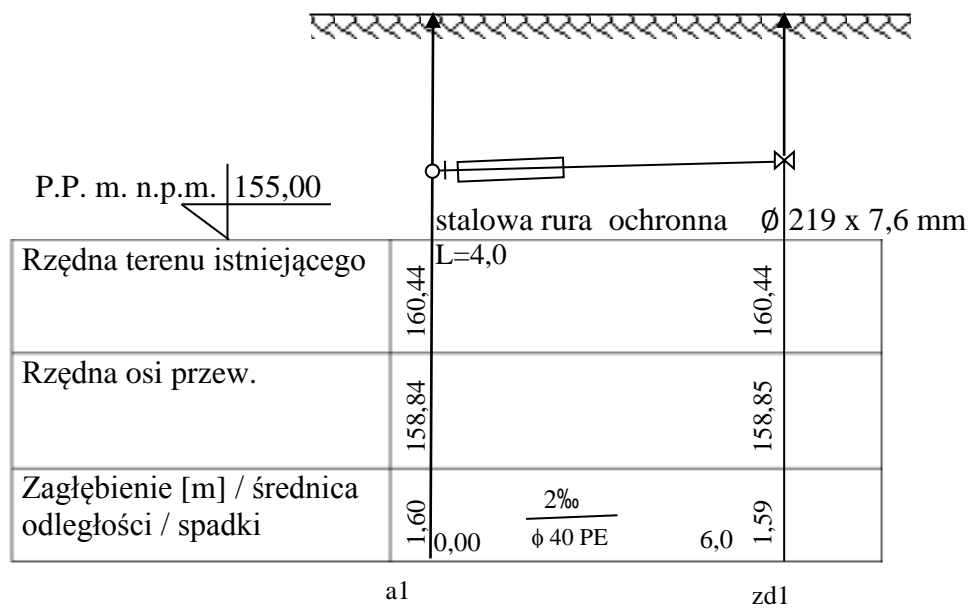 P.P. m. n.p.m. 155,00
stalowa rura ochronna Ø 219 x 7,6 mm
L=4,0
Rzędna terenu istniejącego
160,44
160,44
Rzędna osi przew.
158,84
158,85
Zagłębienie [m] / średnica
odległości / spadki
1,60
0,00
2‰
ϕ 40 PE
6,0
1,59
a1
zd1